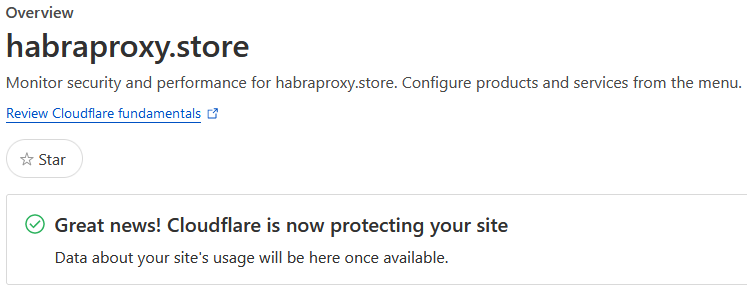 Overview
habraproxy.store
Monitor security and performance for habraproxy.store. Configure products and services from the menu.
Review Cloudflare fundamentals
Star
Great news! Cloudflare is now protecting your site
Data about your site's usage will be here once available.